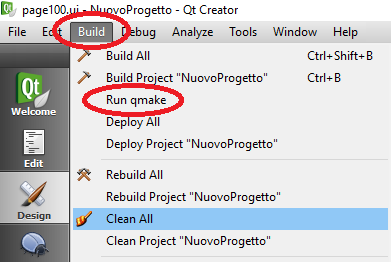 page100.ui - NuovoProgetto - Qt Creator
File Edit Build Debug Analyze Tools Window Help
Build All Ctrl+Shift+B
Build Project "NuovoProgetto" Ctrl+B
Run qmake
Deploy All
Deploy Project "NuovoProgetto"
Rebuild All
Rebuild Project "NuovoProgetto"
Clean All
Clean Project "NuovoProgetto"
Qt
Welcome
Edit
Design